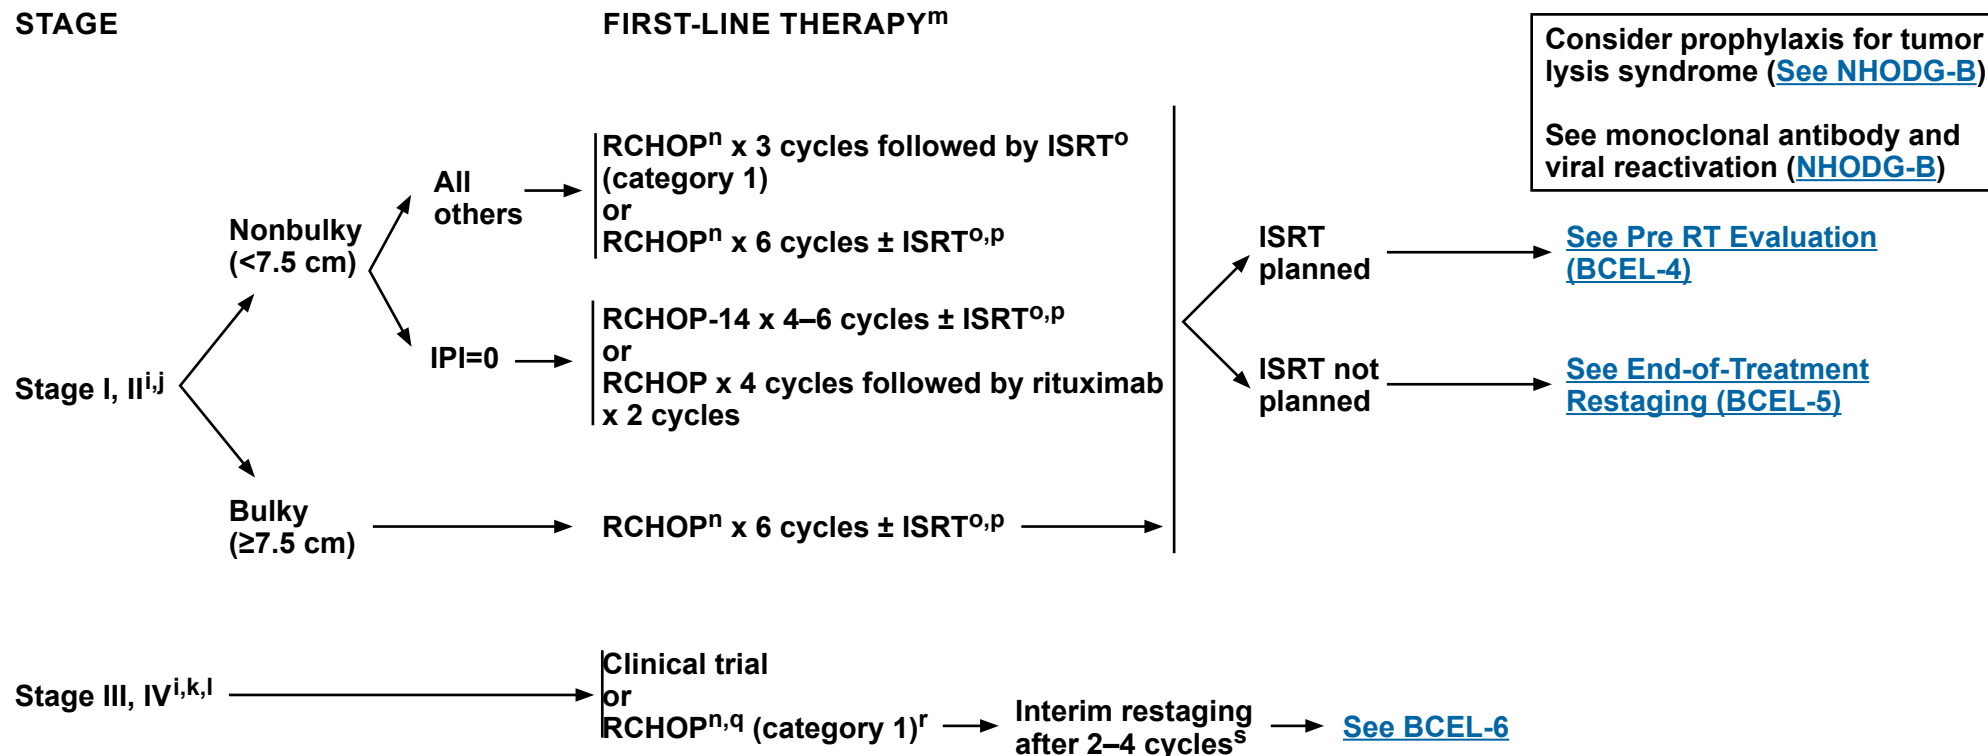 STAGE
FIRST-LINE THERAPYᵐ
Consider prophylaxis for tumor
lysis syndrome (See NHODG-B)
See monoclonal antibody and
viral reactivation (NHODG-B)
Stage I, IIⁱ,ʲ
Nonbulky
(<7.5 cm)
All
others
RCHOPⁿ x 3 cycles followed by ISRTᵒ
(category 1)
or
RCHOPⁿ x 6 cycles ± ISRTᵒ,ᵖ
IPI=0
RCHOP-14 x 4–6 cycles ± ISRTᵒ,ᵖ
or
RCHOP x 4 cycles followed by rituximab
x 2 cycles
Bulky
(≥7.5 cm)
RCHOPⁿ x 6 cycles ± ISRTᵒ,ᵖ
ISRT
planned
See Pre RT Evaluation
(BCEL-4)
ISRT not
planned
See End-of-Treatment
Restaging (BCEL-5)
Stage III, IVⁱ,ᵏ,ˡ
Clinical trial
or
RCHOPⁿ,q (category 1)ʳ
Interim restaging
after 2–4 cyclesˢ
See BCEL-6